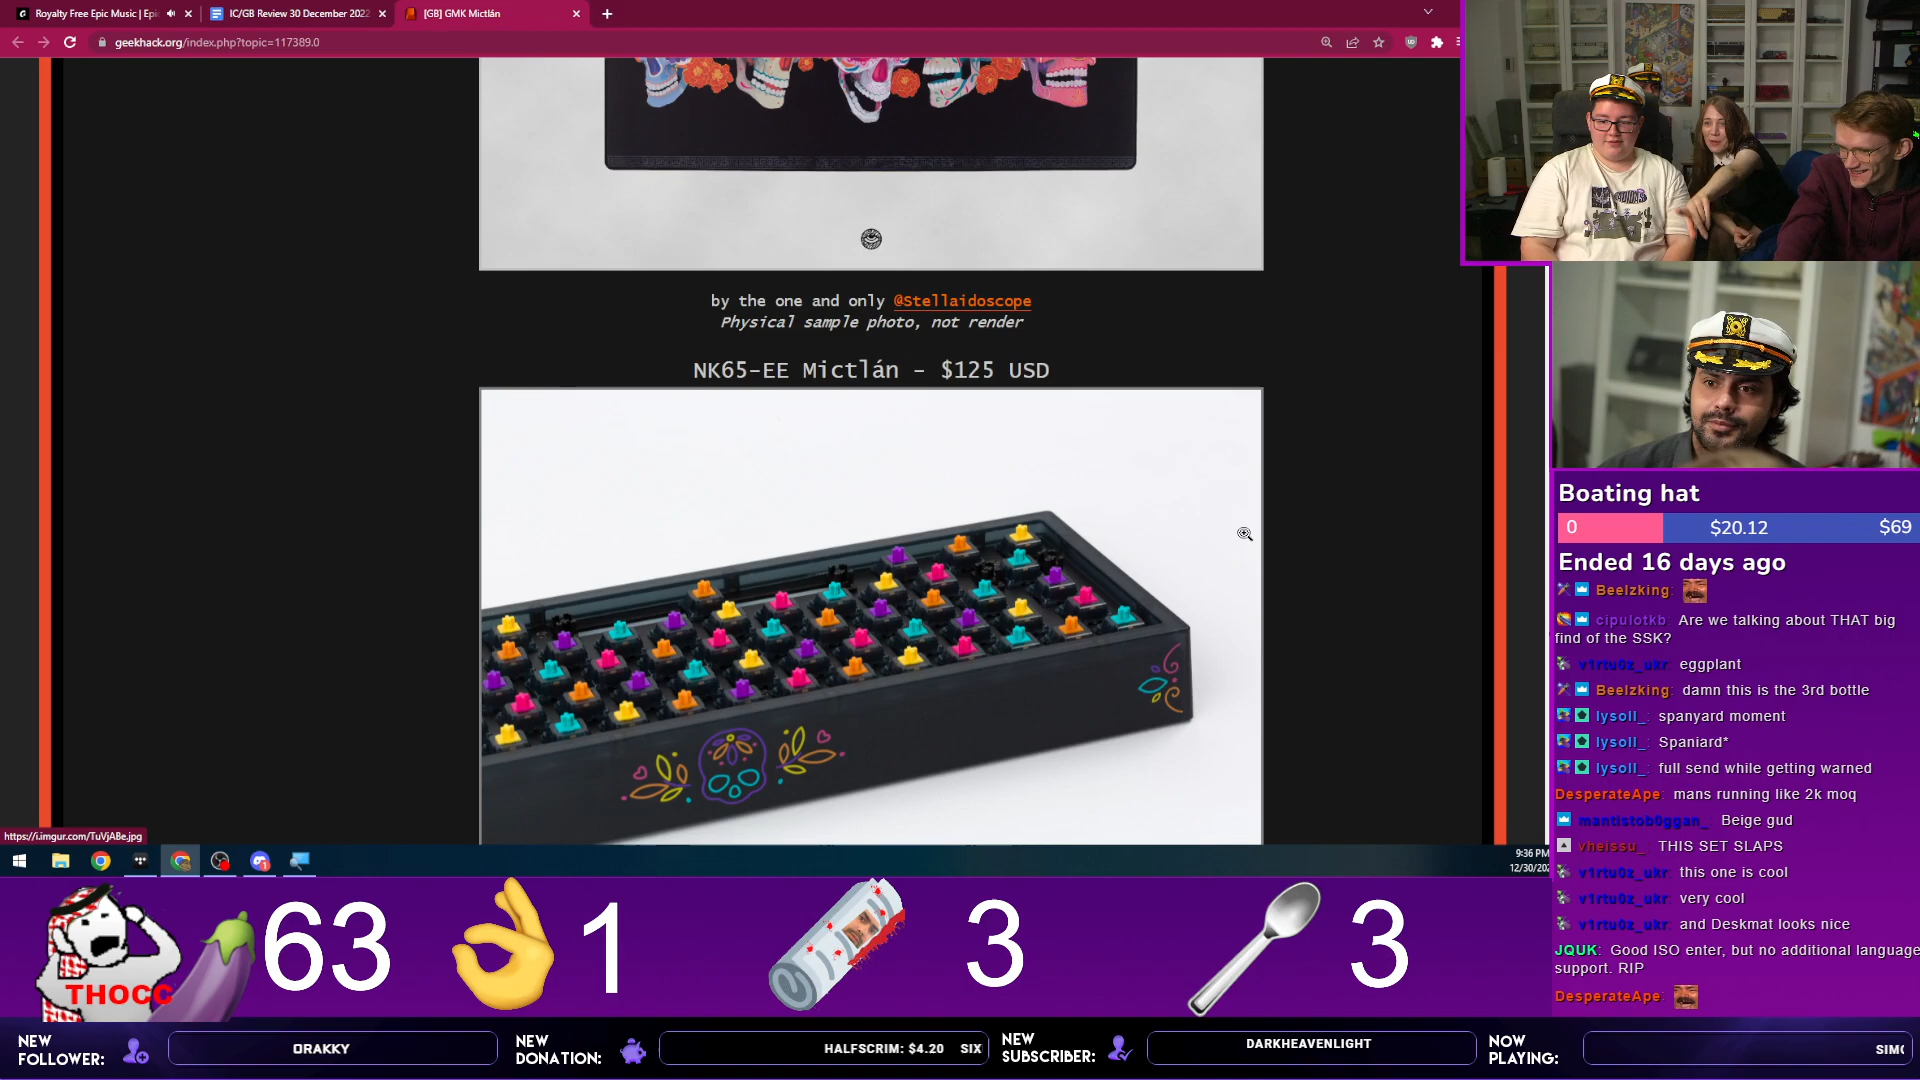 Royalty Free Epic Music | Epi
IC/GB Review 30 December 2022
[GB] GMK Mictlán
geekhack.org/index.php?topic=117389.0
by the one and only @Stellaidoscope
Physical sample photo, not render
NK65-EE Mictlán - $125 USD
https://i.imgur.com/TuVjABe.jpg
9:36 PM
12/30/202
Boating hat
0 $20.12 $69
Ended 16 days ago
Beelzking:
cipulotkb: Are we talking about THAT big
find of the SSK?
v1rtu0z_ukr: eggplant
Beelzking: damn this is the 3rd bottle
lysoll_: spanyard moment
lysoll_: Spaniard*
lysoll_: full send while getting warned
DesperateApe: mans running like 2k moq
mantistob0ggan_: Beige gud
vheissu_: THIS SET SLAPS
v1rtu0z_ukr: this one is cool
v1rtu0z_ukr: very cool
v1rtu0z_ukr: and Deskmat looks nice
JQUK: Good ISO enter, but no additional language
support. RIP
DesperateApe:
THOCC 63 1 3 3
NEW
FOLLOWER:
DRAKKY
NEW
DONATION:
HALFSCRIM: $4.20 SIX
NEW
SUBSCRIBER:
DARKHEAVENLIGHT
NOW
PLAYING: